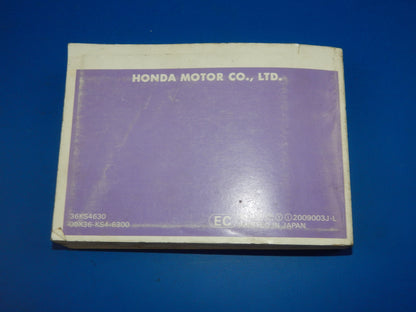 HONDA MOTOR CO., LTD.
36KS4630
00X36-KS4-6300
EC 2009003J-L
IN JAPAN